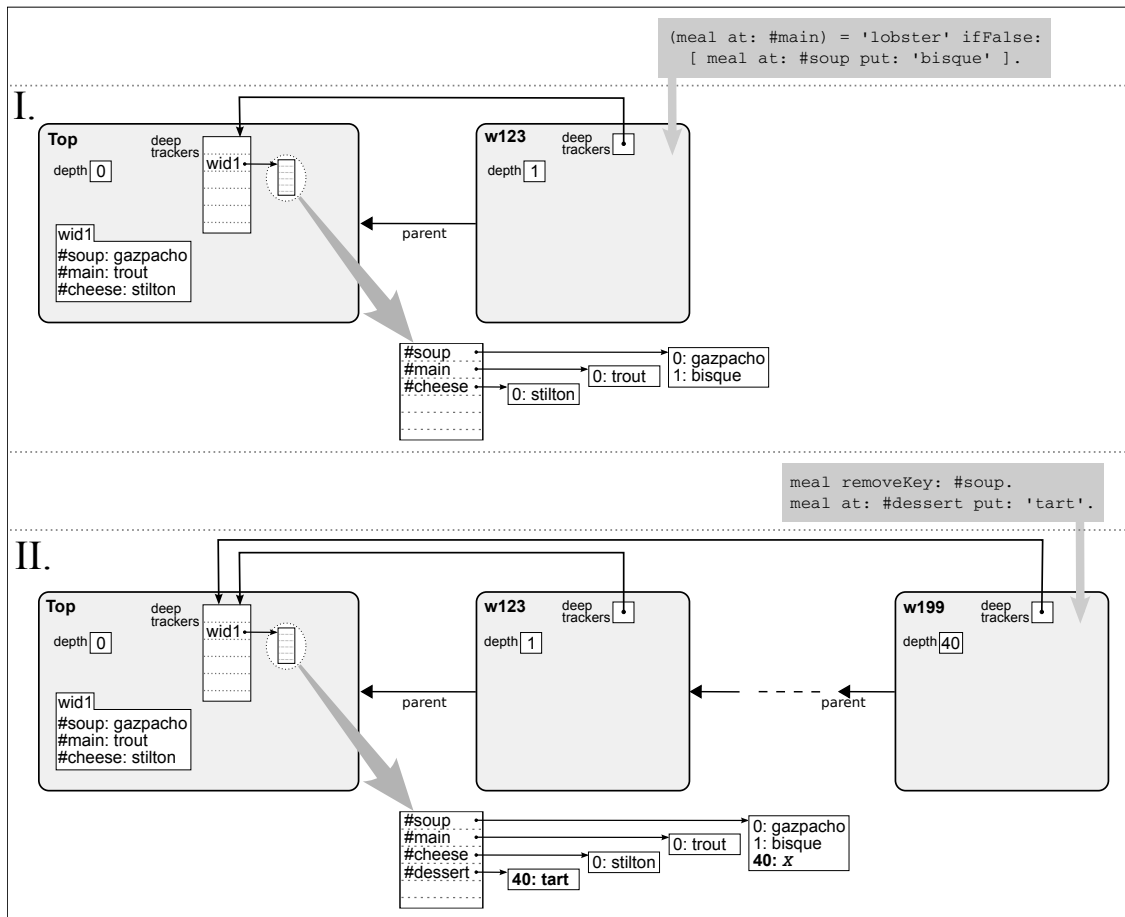 (meal at: #main) = 'lobster' ifFalse:
[ meal at: #soup put: 'bisque' ].
I.
Top
deep
trackers
depth 0
wid1
wid1
#soup: gazpacho
#main: trout
#cheese: stilton
parent
w123
deep
trackers
depth 1
#soup
#main
#cheese
0: gazpacho
1: bisque
0: trout
0: stilton
meal removeKey: #soup.
meal at: #dessert put: 'tart'.
II.
Top
deep
trackers
depth 0
wid1
wid1
#soup: gazpacho
#main: trout
#cheese: stilton
parent
w123
deep
trackers
depth 1
parent
w199
deep
trackers
depth 40
#soup
#main
#cheese
#dessert
0: gazpacho
1: bisque
40: x
0: trout
0: stilton
40: tart